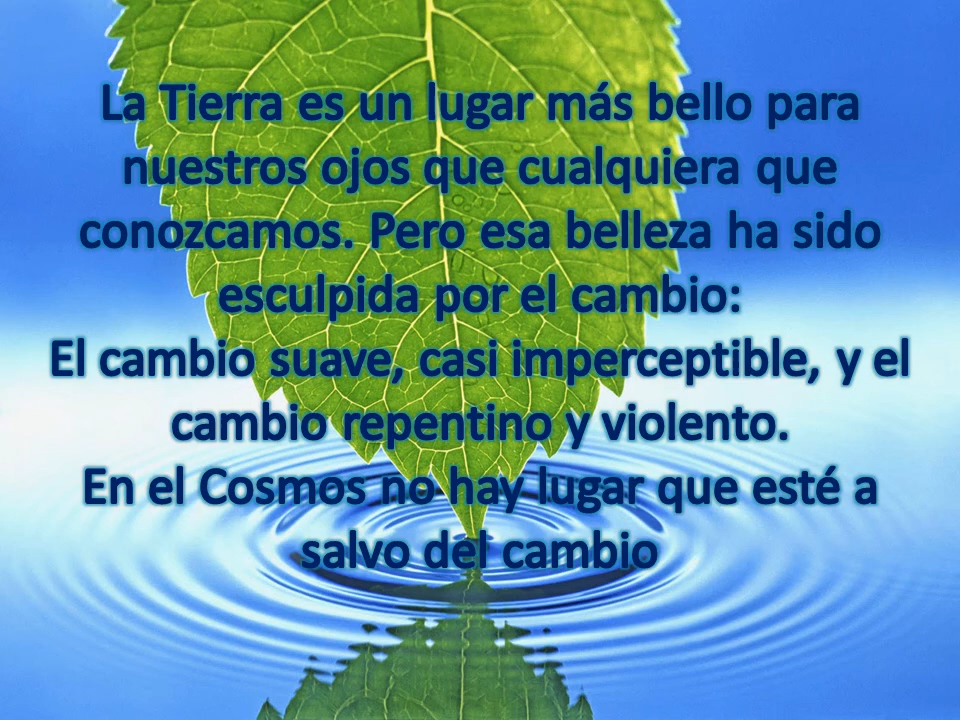 La Tierra es un lugar más bello para
nuestros ojos que cualquiera que
conozcamos. Pero esa belleza ha sido
esculpida por el cambio:
El cambio suave, casi imperceptible, y el
cambio repentino y violento.
En el Cosmos no hay lugar que esté a
salvo del cambio